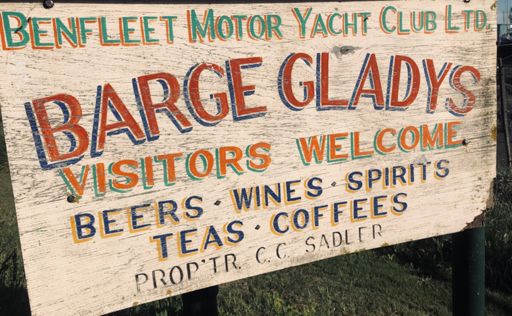 BENFLEET MOTOR YACHT CLUB LTD.
BARGE GLADYS
VISITORS WELCOME
BEERS · WINES · SPIRITS
TEAS · COFFEES
PROP'TR. C.C. SADLER